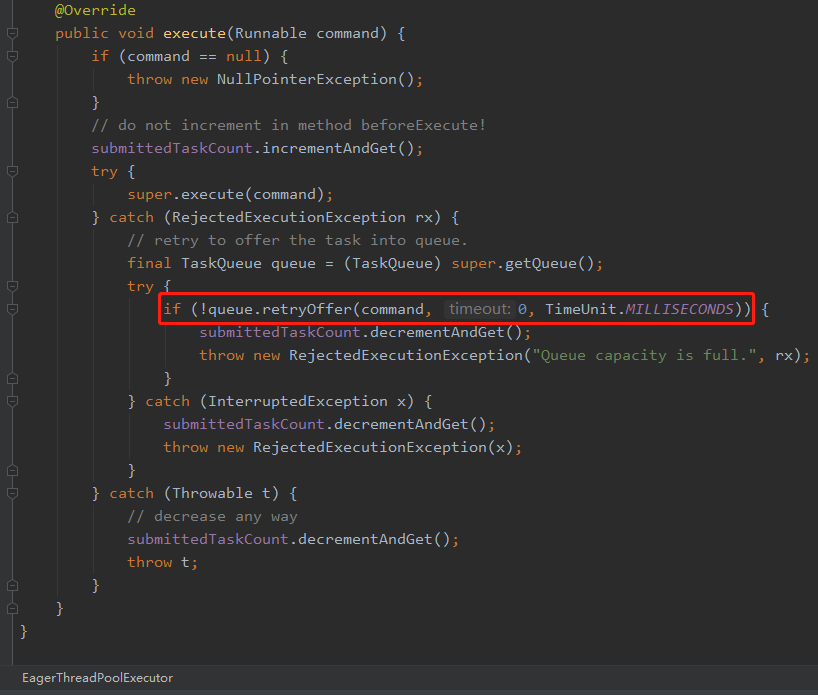 @Override
public void execute(Runnable command) {
if (command == null) {
throw new NullPointerException();
}
// do not increment in method beforeExecute!
submittedTaskCount.incrementAndGet();
try {
super.execute(command);
} catch (RejectedExecutionException rx) {
// retry to offer the task into queue.
final TaskQueue queue = (TaskQueue) super.getQueue();
try {
if (!queue.retryOffer(command, timeout: 0, TimeUnit.MILLISECONDS)) {
submittedTaskCount.decrementAndGet();
throw new RejectedExecutionException("Queue capacity is full.", rx);
}
} catch (InterruptedException x) {
submittedTaskCount.decrementAndGet();
throw new RejectedExecutionException(x);
}
} catch (Throwable t) {
// decrease any way
submittedTaskCount.decrementAndGet();
throw t;
}
}
}
EagerThreadPoolExecutor